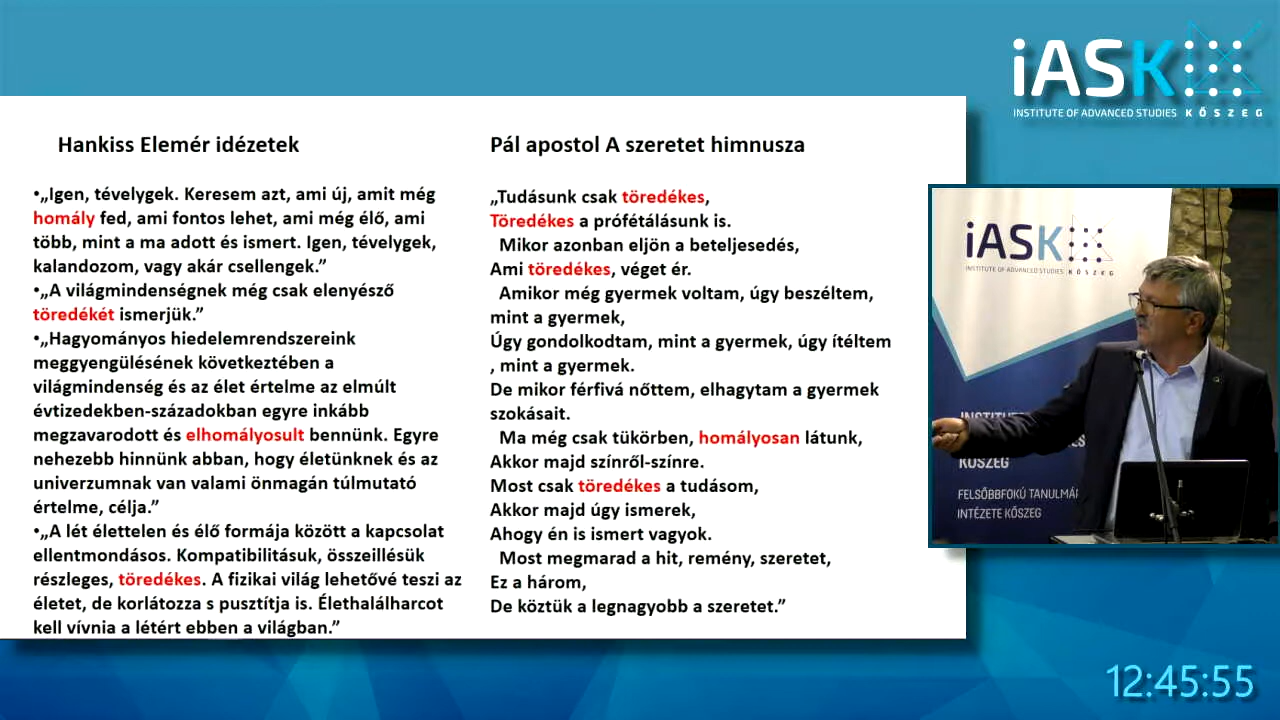 iASK
INSTITUTE OF ADVANCED STUDIES KŐSZEG
Hankiss Elemér idézetek
•„Igen, tévelygek. Keresem azt, ami új, amit még
homály fed, ami fontos lehet, ami még élő, ami
több, mint a ma adott és ismert. Igen, tévelygek,
kalandozom, vagy akár csellengek.”
•„A világmindenségnek még csak elenyésző
töredékét ismerjük.”
•„Hagyományos hiedelemrendszereink
meggyengülésének következtében a
világmindenség és az élet értelme az elmúlt
évtizedekben-századokban egyre inkább
megzavarodott és elhomályosult bennünk. Egyre
nehezebb hinnünk abban, hogy életünknek és az
univerzumnak van valami önmagán túlmutató
értelme, célja.”
•„A lét élettelen és élő formája között a kapcsolat
ellentmondásos. Kompatibilitásuk, összeillésük
részleges, töredékes. A fizikai világ lehetővé teszi az
életet, de korlátozza s pusztítja is. Élethalálharcot
kell vívnia a létért ebben a világban.”
Pál apostol A szeretet himnusza
„Tudásunk csak töredékes,
Töredékes a prófétálásunk is.
Mikor azonban eljön a beteljesedés,
Ami töredékes, véget ér.
Amikor még gyermek voltam, úgy beszéltem,
mint a gyermek,
Úgy gondolkodtam, mint a gyermek, úgy ítéltem
, mint a gyermek.
De mikor férfivá nőttem, elhagytam a gyermek
szokásait.
Ma még csak tükörben, homályosan látunk,
Akkor majd színről-színre.
Most csak töredékes a tudásom,
Akkor majd úgy ismerek,
Ahogy én is ismert vagyok.
Most megmarad a hit, remény, szeretet,
Ez a három,
De köztük a legnagyobb a szeretet.”
iASK
INSTITUTE OF ADVANCED STUDIES KŐSZEG
KŐSZEG
FELSŐBBFOKÚ
INTÉZETE KŐSZEG
12:45:55